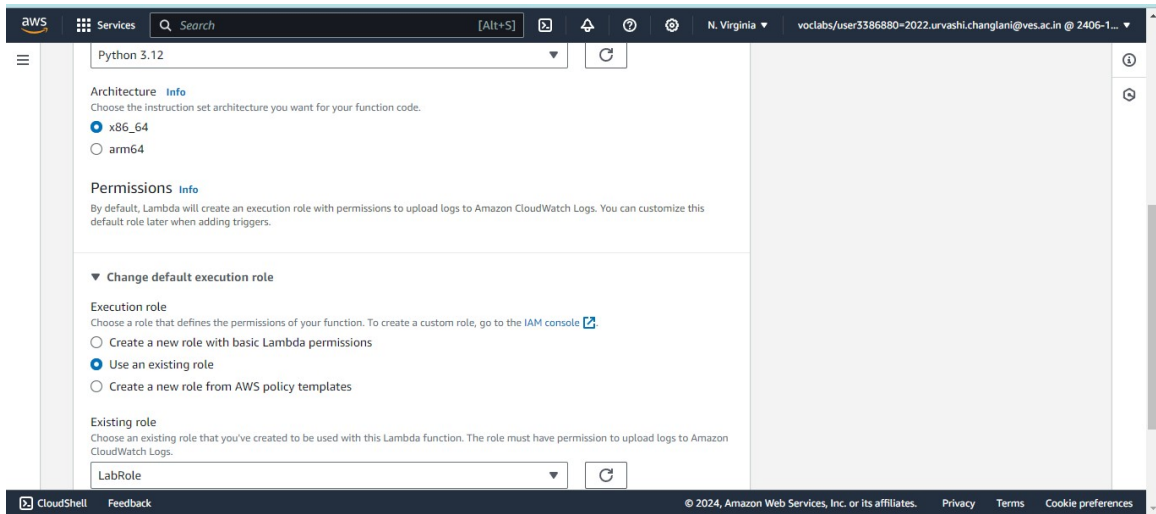 aws Services Search [Alt+S] N. Virginia voclabs/user3386880=2022.urvashi.changlani@ves.ac.in @ 2406-1...
Python 3.12
Architecture Info
Choose the instruction set architecture you want for your function code.
x86_64
arm64
Permissions Info
By default, Lambda will create an execution role with permissions to upload logs to Amazon CloudWatch Logs. You can customize this
default role later when adding triggers.
Change default execution role
Execution role
Choose a role that defines the permissions of your function. To create a custom role, go to the IAM console.
Create a new role with basic Lambda permissions
Use an existing role
Create a new role from AWS policy templates
Existing role
Choose an existing role that you've created to be used with this Lambda function. The role must have permission to upload logs to Amazon
CloudWatch Logs.
LabRole
CloudShell Feedback © 2024, Amazon Web Services, Inc. or its affiliates. Privacy Terms Cookie preferences